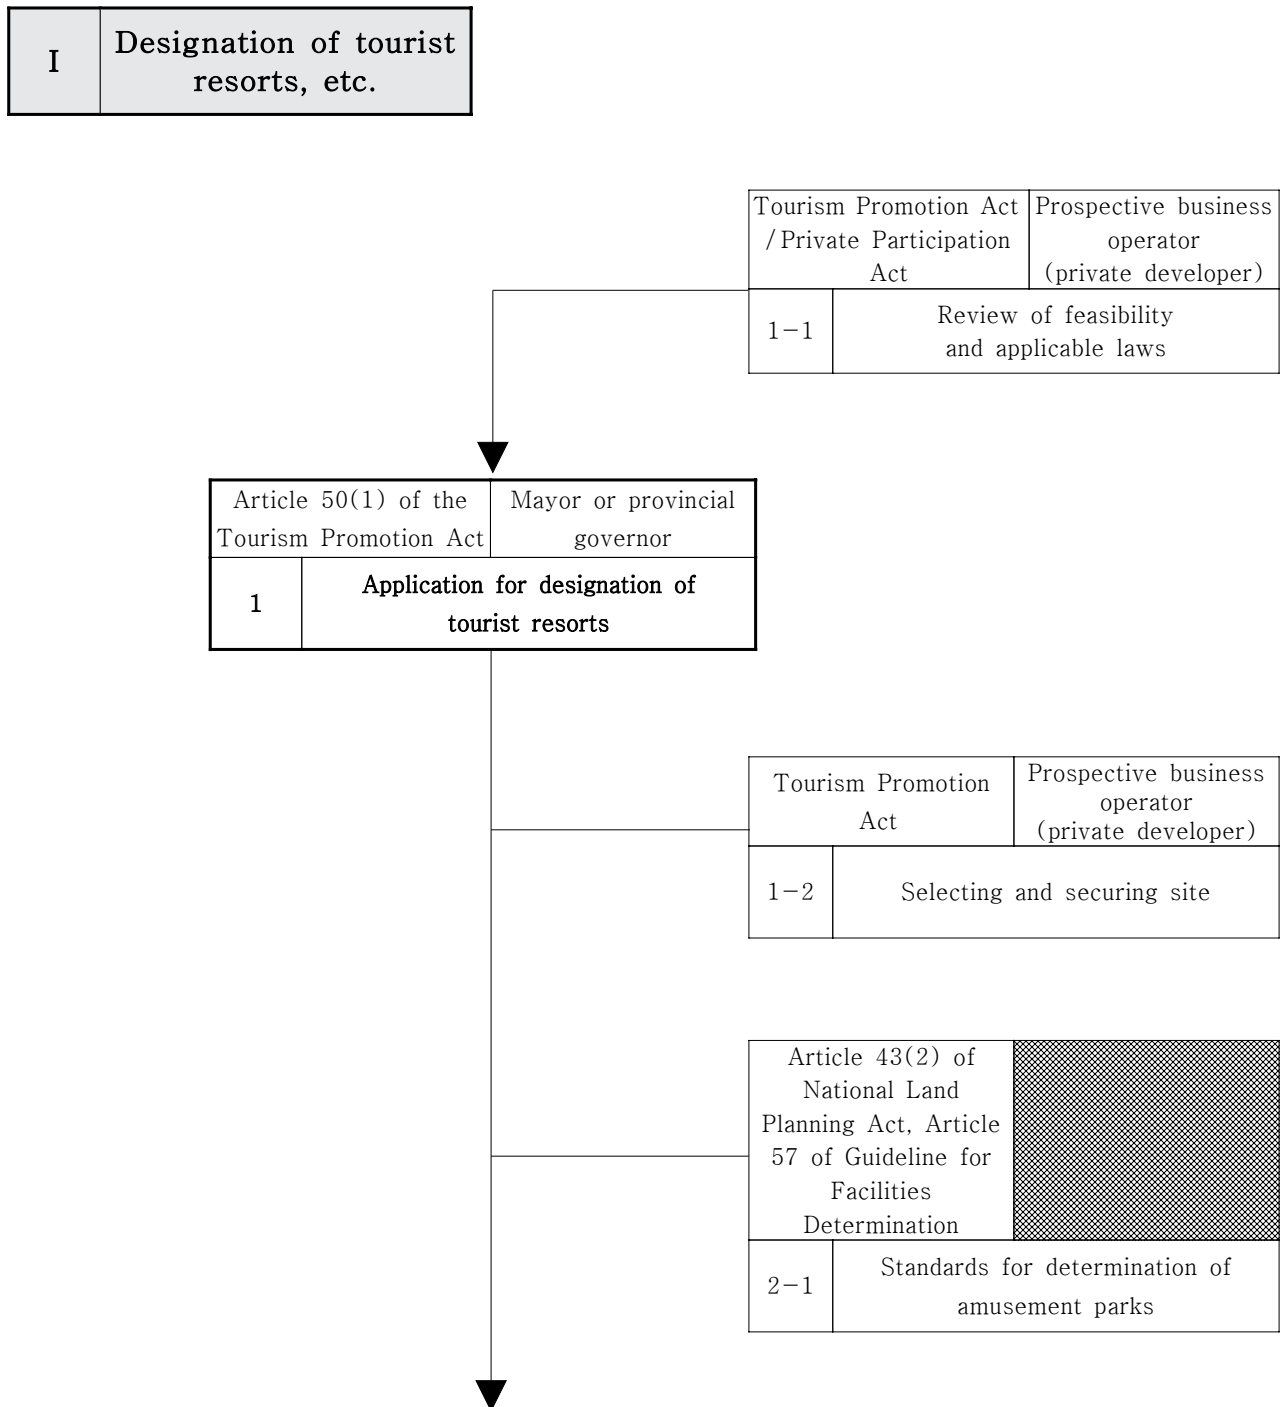 I
Designation of tourist
resorts, etc.
Tourism Promotion Act
/Private Participation
Act
Prospective business
operator
(private developer)
1-1
Review of feasibility
and applicable laws
Article 50(1) of the
Tourism Promotion Act
Mayor or provincial
governor
1
Application for designation of
tourist resorts
Tourism Promotion
Act
Prospective business
operator
(private developer)
1-2
Selecting and securing site
Article 43(2) of
National Land
Planning Act, Article
57 of Guideline for
Facilities
Determination
2-1
Standards for determination of
amusement parks